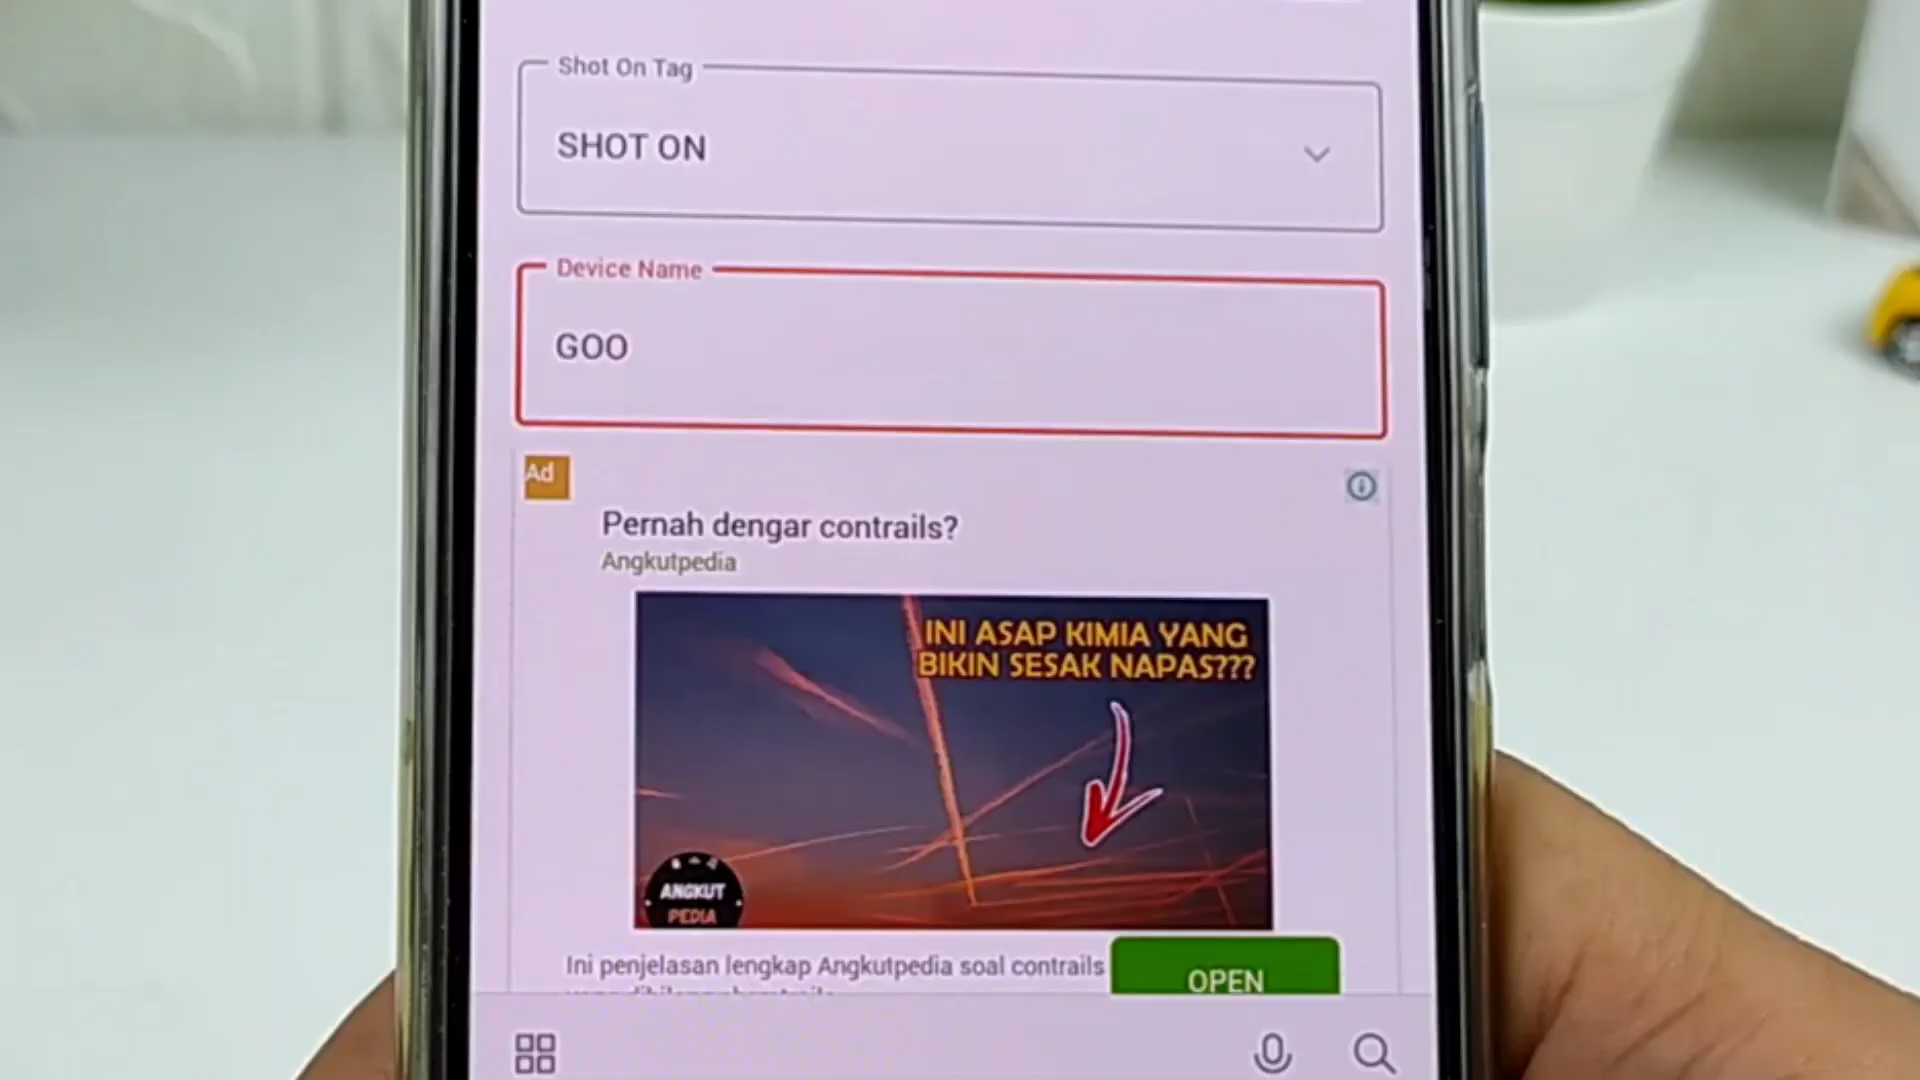 Shot On Tag
SHOT ON
Device Name
GOO
Ad
Pernah dengar contrails?
Angkutpedia
INI ASAP KIMIA YANG
BIKIN SESAK NAPAS???
ANGKUT
PEDIA
Ini penjelasan lengkap Angkutpedia soal contrails
OPEN